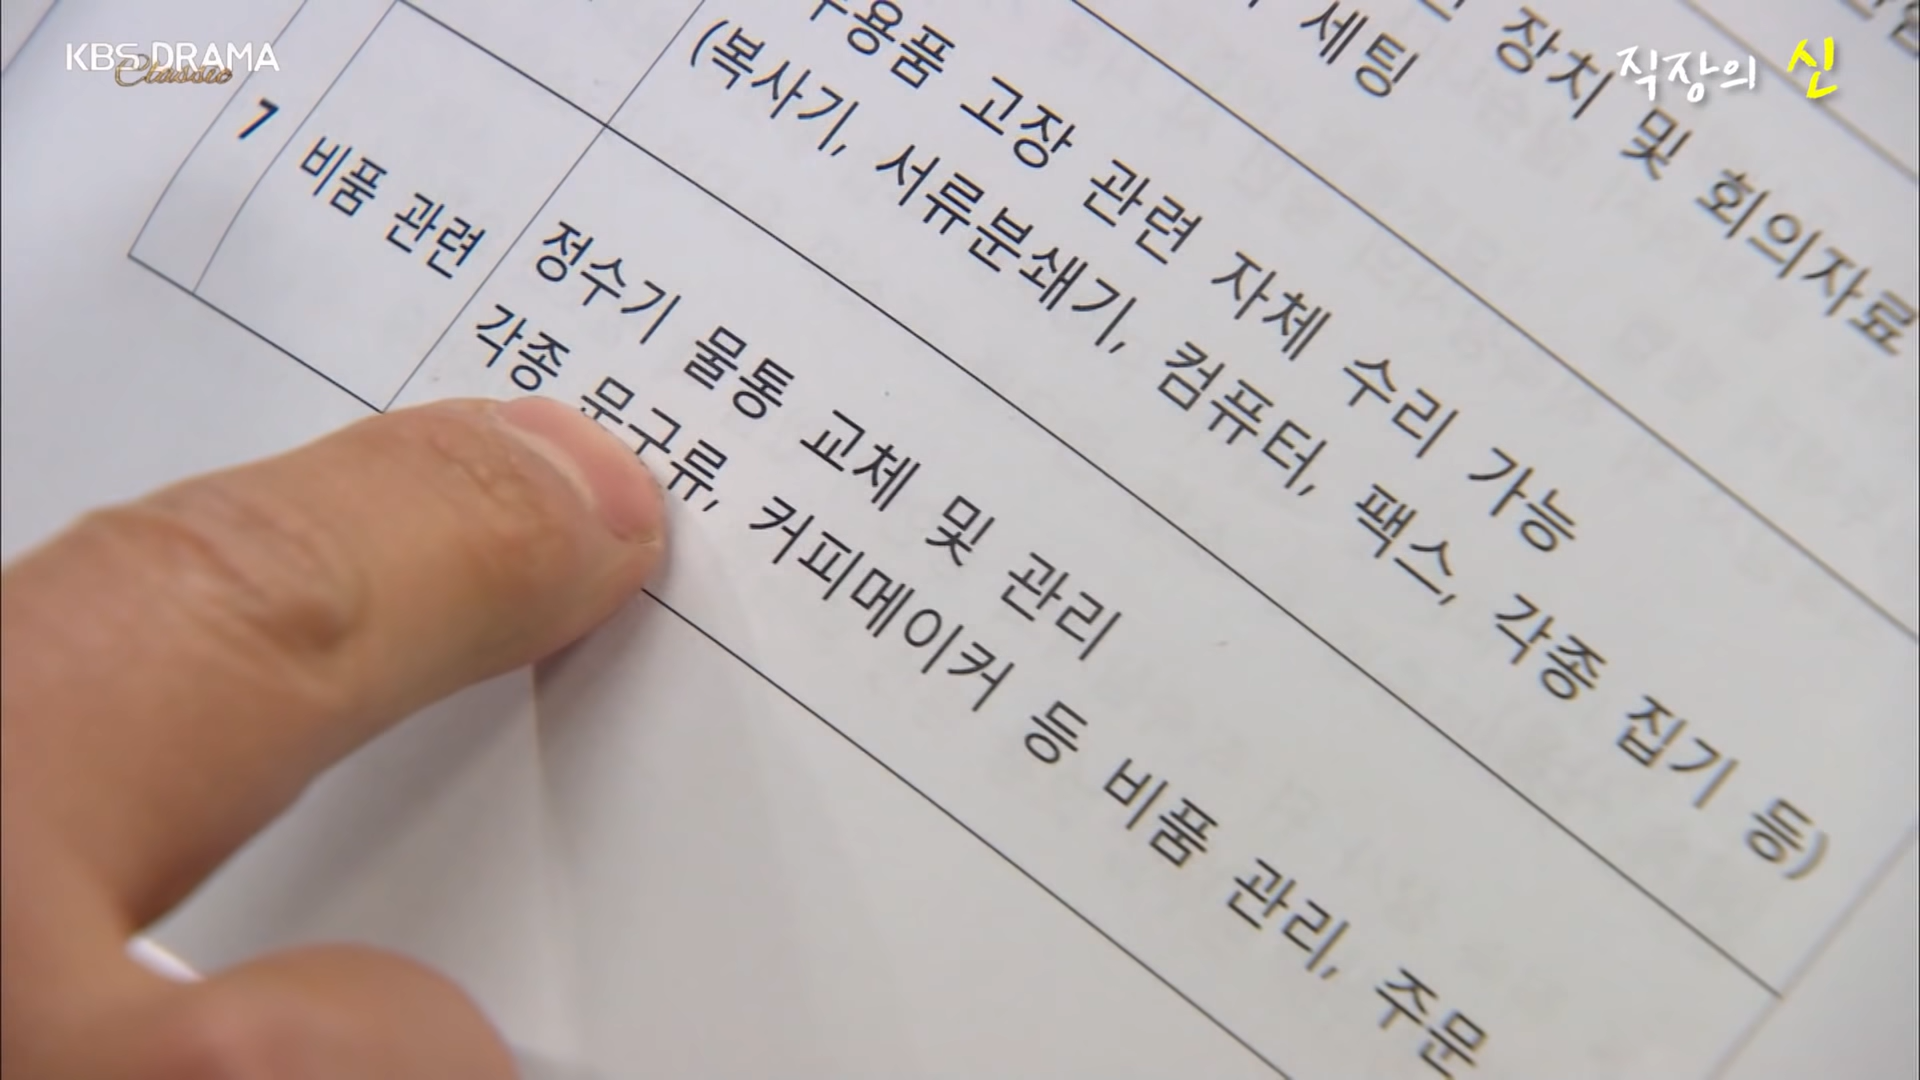 KBS DRAMA
Classic
직장의 신
장치 및 회의자료
세팅
고장 관련 자체 수리 가능
(복사기, 서류분쇄기, 컴퓨터, 팩스, 각종 집기 등)
7 비품 관련
정수기 물통 교체 및 관리
각종 문구류, 커피메이커 등 비품 관리, 주문